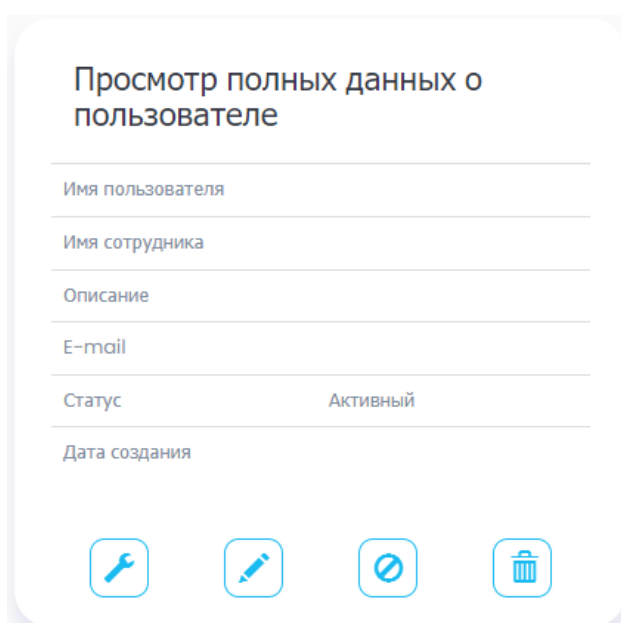 Просмотр полных данных о
пользователе
Имя пользователя
Имя сотрудника
Описание
E-mail
Статус Активный
Дата создания